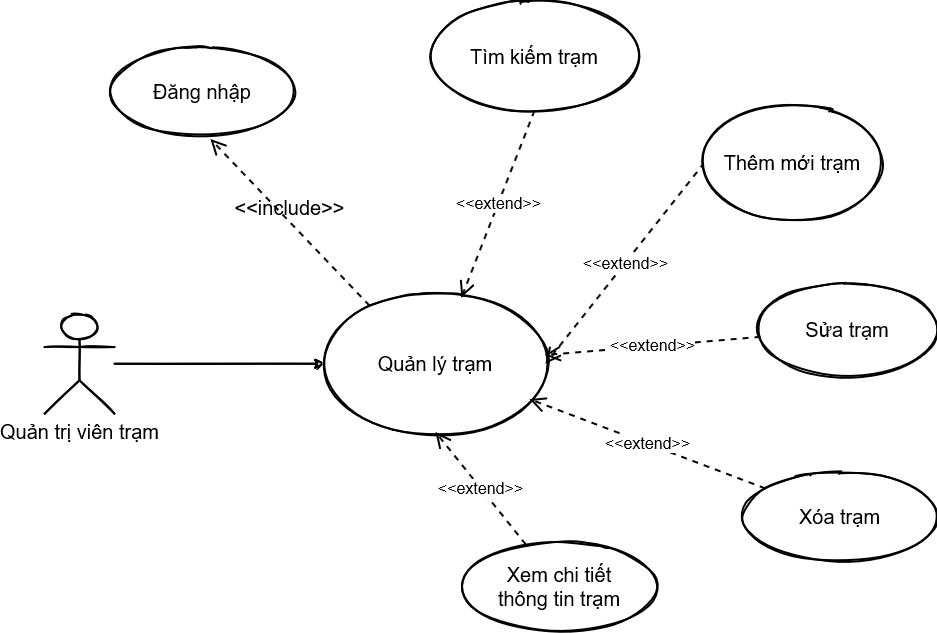 Tìm kiếm trạm
Đăng nhập
Thêm mới trạm
<<include>>
<<extend>>
<<extend>>
Sửa trạm
<<extend>>
Quản lý trạm
Quản trị viên trạm
<<extend>>
<<extend>>
Xóa trạm
Xem chi tiết
thông tin trạm